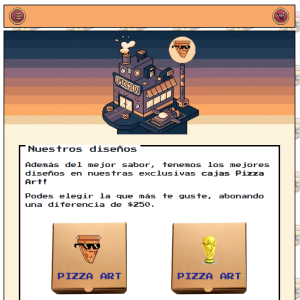 Nuestros diseños
Además del mejor sabor, tenemos los mejores
diseños en nuestras exclusivas cajas Pizza
Art!
Podes elegir la que más te guste, abonando
una diferencia de $250.
PIZZA ART
PIZZA ART